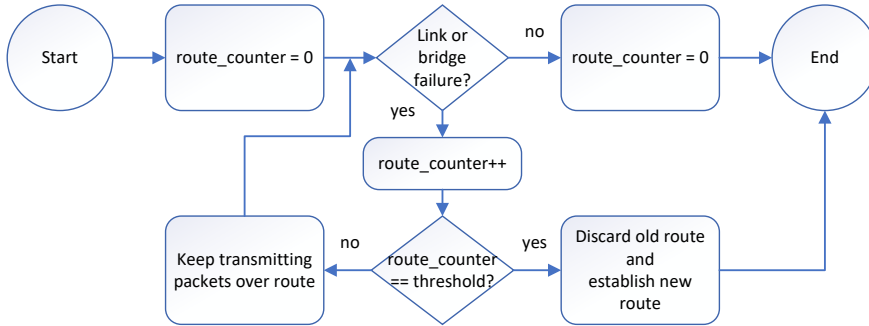 Start
route_counter = 0
Link or
bridge
failure?
no
route_counter = 0
End
yes
route_counter++
Keep transmitting
packets over route
no
route_counter
== threshold?
yes
Discard old route
and
establish new
route